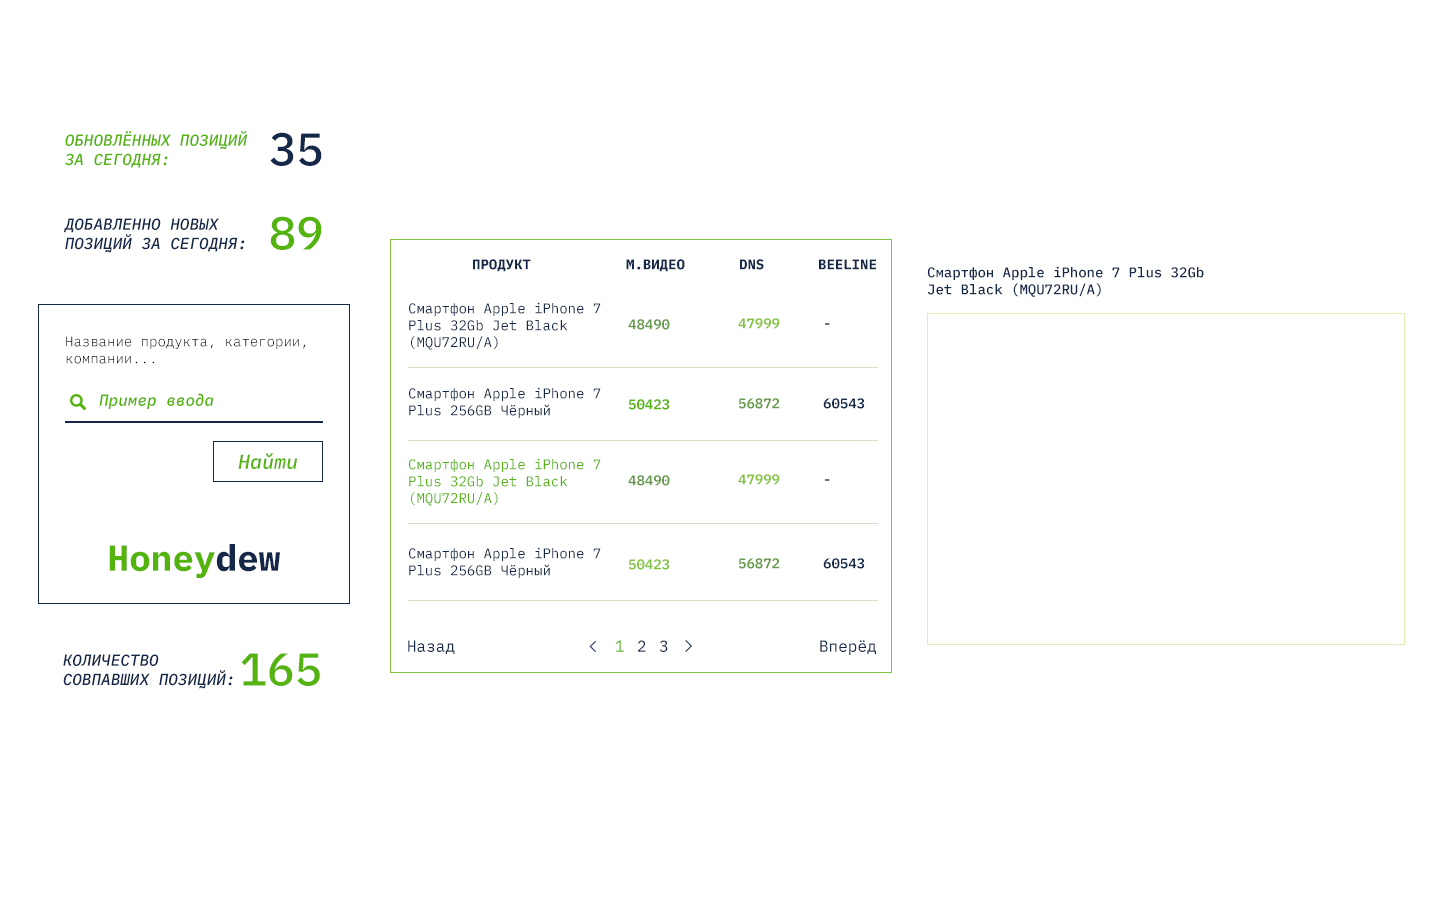 ОБНОВЛЁННЫХ ПОЗИЦИЙ
ЗА СЕГОДНЯ:
35
ДОБАВЛЕННО НОВЫХ
ПОЗИЦИЙ ЗА СЕГОДНЯ:
89
Название продукта, категории,
компании...
Пример ввода
Найти
Honeydew
КОЛИЧЕСТВО
СОВПАВШИХ ПОЗИЦИЙ:
165
ПРОДУКТ М.ВИДЕО DNS BEELINE
Смартфон Apple iPhone 7
Plus 32Gb Jet Black
(MQU72RU/A)
48490 47999 -
Смартфон Apple iPhone 7
Plus 256GB Чёрный
50423 56872 60543
Смартфон Apple iPhone 7
Plus 32Gb Jet Black
(MQU72RU/A)
48490 47999 -
Смартфон Apple iPhone 7
Plus 256GB Чёрный
50423 56872 60543
Назад < 1 2 3 > Вперёд
Смартфон Apple iPhone 7 Plus 32Gb
Jet Black (MQU72RU/A)